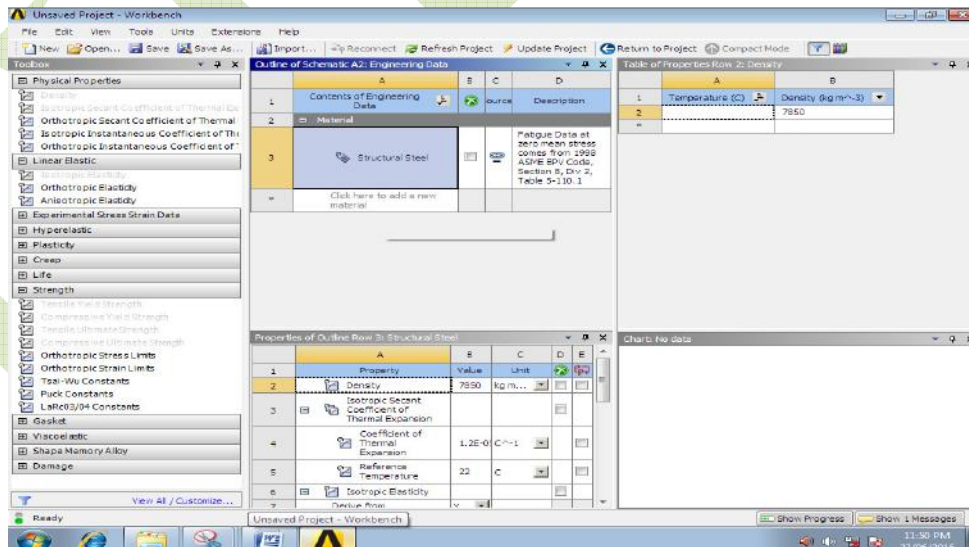 Unsaved Project - Workbench
File Edit View Tools Units Extensions Help
New Open... Save Save As... Import... Reconnect Refresh Project Update Project Return to Project Compact Mode
Toolbox
Physical Properties
Density
Isotropic Secant Coefficient of Thermal Ex
Orthotropic Secant Coefficient of Thermal
Isotropic Instantaneous Coefficient of Th
Orthotropic Instantaneous Coefficient of
Linear Elastic
Isotropic Elasticity
Orthotropic Elasticity
Anisotropic Elasticity
Experimental Stress Strain Data
Hyperelastic
Plasticity
Creep
Life
Strength
Tensile Yield Strength
Compressive Yield Strength
Tensile Ultimate Strength
Compressive Ultimate Strength
Orthotropic Stress Limits
Orthotropic Strain Limits
Tsai-Wu Constants
Puck Constants
LaRc03/04 Constants
Gasket
Viscoelastic
Shape Memory Alloy
Damage
View All / Customize...
Outline of Schematic A2: Engineering Data
A B C D
1 Contents of Engineering Data ource Description
2 Material
3 Structural Steel
Fatigue Data at
zero mean stress
comes from 1998
ASME BPV Code,
Section 8, Div 2,
Table 5-110.1
* Click here to add a new
material
Properties of Outline Row 3: Structural Steel
A B C D E
1 Property Value Unit
2 Density 7850 kg m...
3 Isotropic Secant
Coefficient of
Thermal Expansion
4 Coefficient of
Thermal
Expansion
1.2E-0 C^-1
5 Reference
Temperature
22 C
6 Isotropic Elasticity
7 Derive from
Table of Properties Row 2: Density
A B
1 Temperature (C) Density (kg m^-3)
2 7850
*
Chart: No data
Ready
Unsaved Project - Workbench
Show Progress Show 1 Messages
11:50 PM